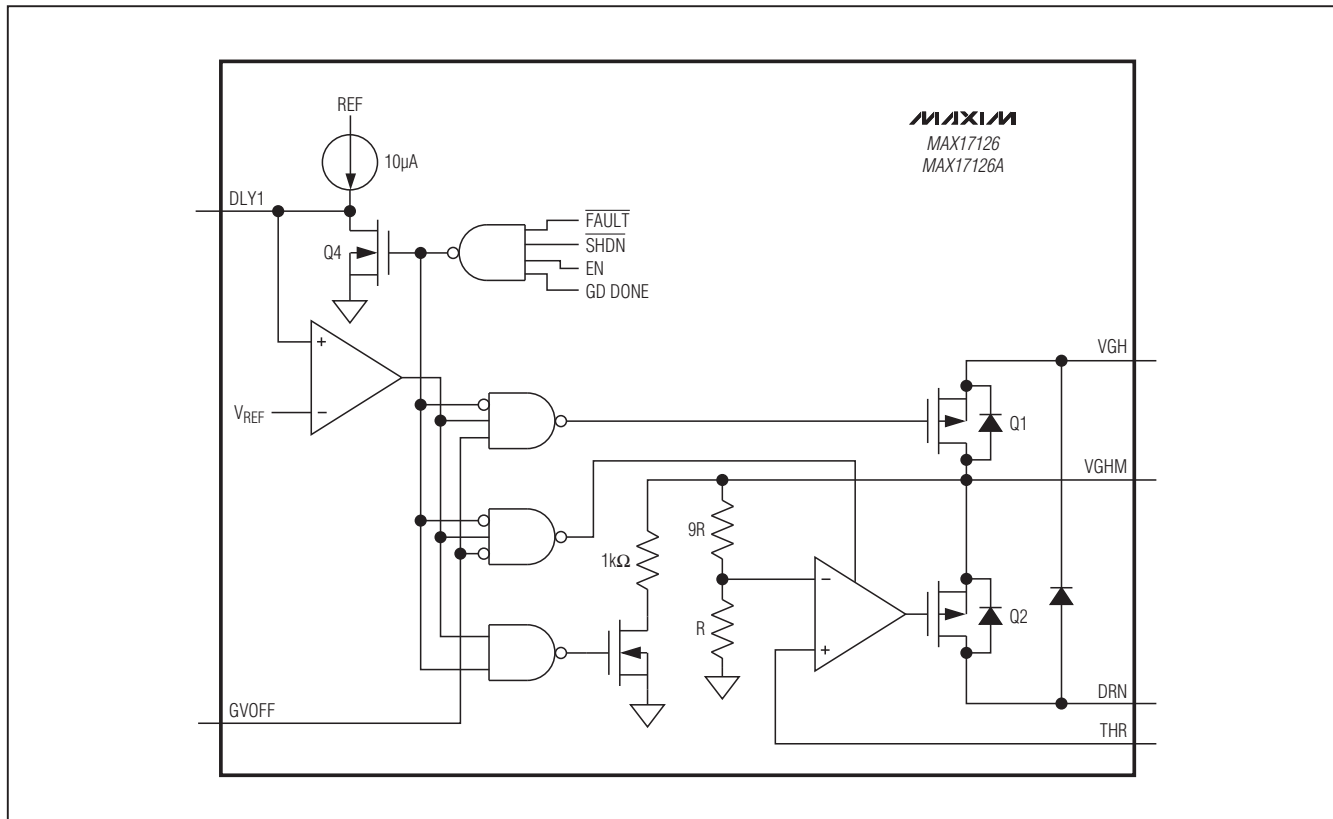 REF
MAXIM
MAX17126
MAX17126A
10µA
DLY1
FAULT
SHDN
Q4
EN
GD DONE
+
VREF
−
VGH
Q1
VGHM
9R
1kΩ
−
R
+
Q2
GVOFF
DRN
THR